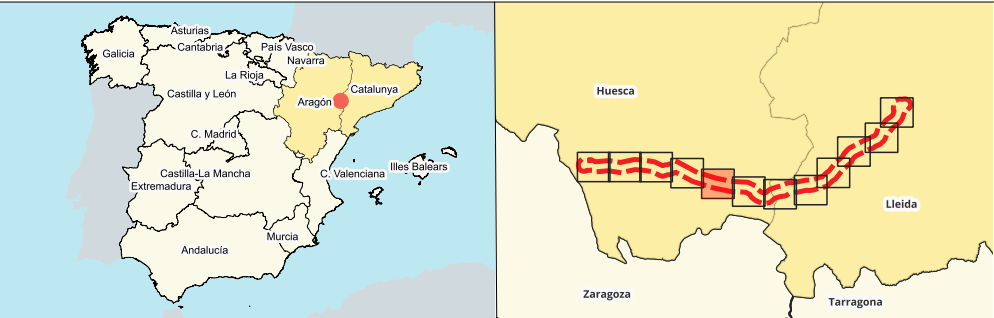 Galicia
Asturias
Cantabria
País Vasco
Navarra
La Rioja
Castilla y León
Aragón
Catalunya
C. Madrid
Castilla-La Mancha
Extremadura
C. Valenciana
Illes Balears
Murcia
Andalucía
Huesca
Lleida
Zaragoza
Tarragona